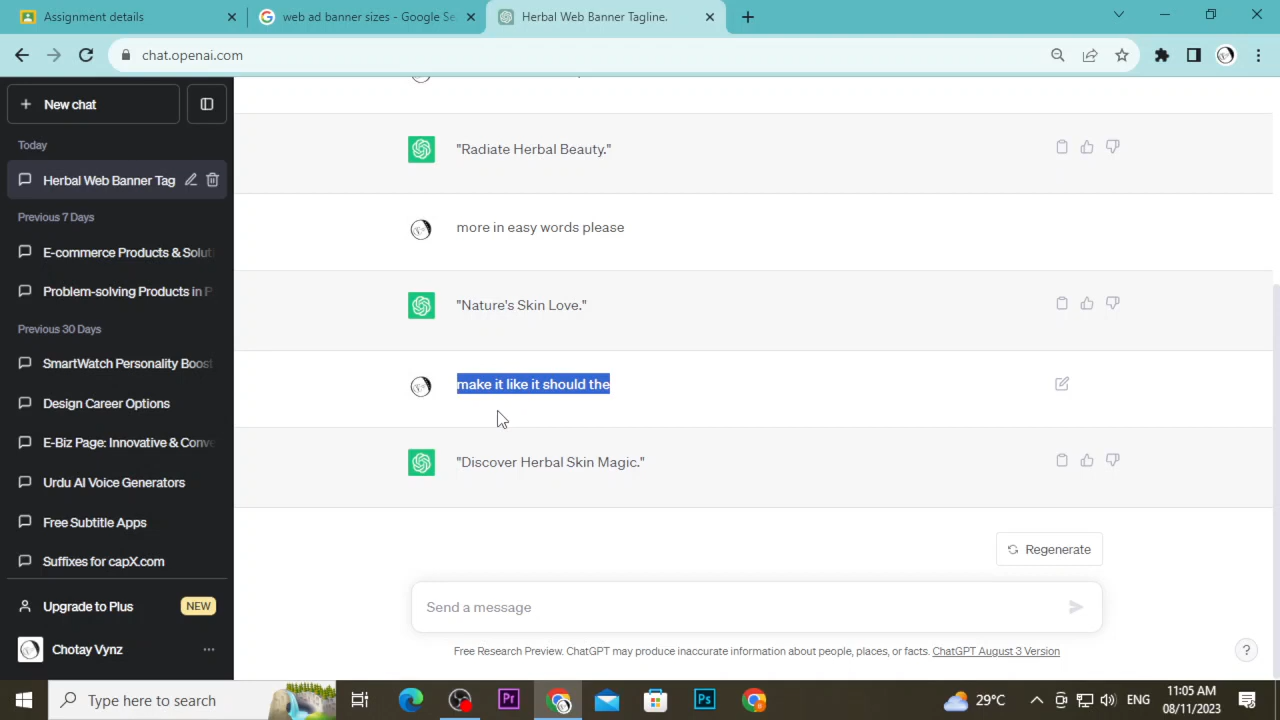 Assignment details
web ad banner sizes - Google Se
Herbal Web Banner Tagline.
chat.openai.com
New chat
Today
Herbal Web Banner Tag
Previous 7 Days
E-commerce Products & Soluti
Problem-solving Products in P
Previous 30 Days
SmartWatch Personality Boost
Design Career Options
E-Biz Page: Innovative & Conve
Urdu AI Voice Generators
Free Subtitle Apps
Suffixes for capX.com
Upgrade to Plus
NEW
Chotay Vynz
"Radiate Herbal Beauty."
more in easy words please
"Nature's Skin Love."
make it like it should the
"Discover Herbal Skin Magic."
Regenerate
Send a message
Free Research Preview. ChatGPT may produce inaccurate information about people, places, or facts. ChatGPT August 3 Version
?
Type here to search
Pr
Ps
29°C
ENG
11:05 AM
08/11/2023